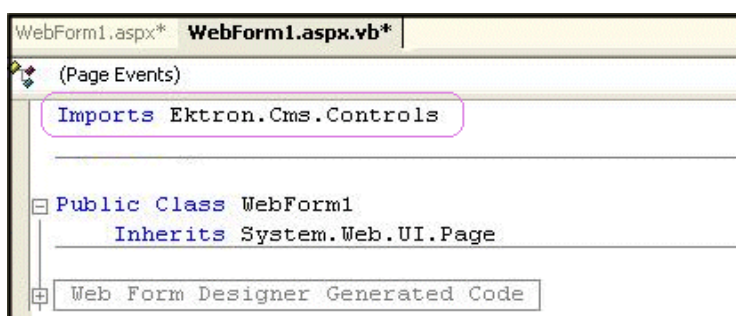 WebForm1.aspx* WebForm1.aspx.vb*
(Page Events)
Imports Ektron.Cms.Controls
Public Class WebForm1
Inherits System.Web.UI.Page
Web Form Designer Generated Code